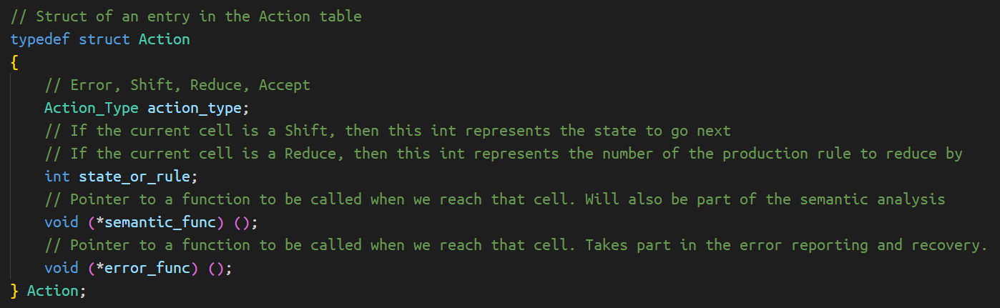 // Struct of an entry in the Action table
typedef struct Action
{
    // Error, Shift, Reduce, Accept
    Action_Type action_type;
    // If the current cell is a Shift, then this int represents the state to go next
    // If the current cell is a Reduce, then this int represents the number of the production rule to reduce by
    int state_or_rule;
    // Pointer to a function to be called when we reach that cell. Will also be part of the semantic analysis
    void (*semantic_func) ();
    // Pointer to a function to be called when we reach that cell. Takes part in the error reporting and recovery.
    void (*error_func) ();
} Action;